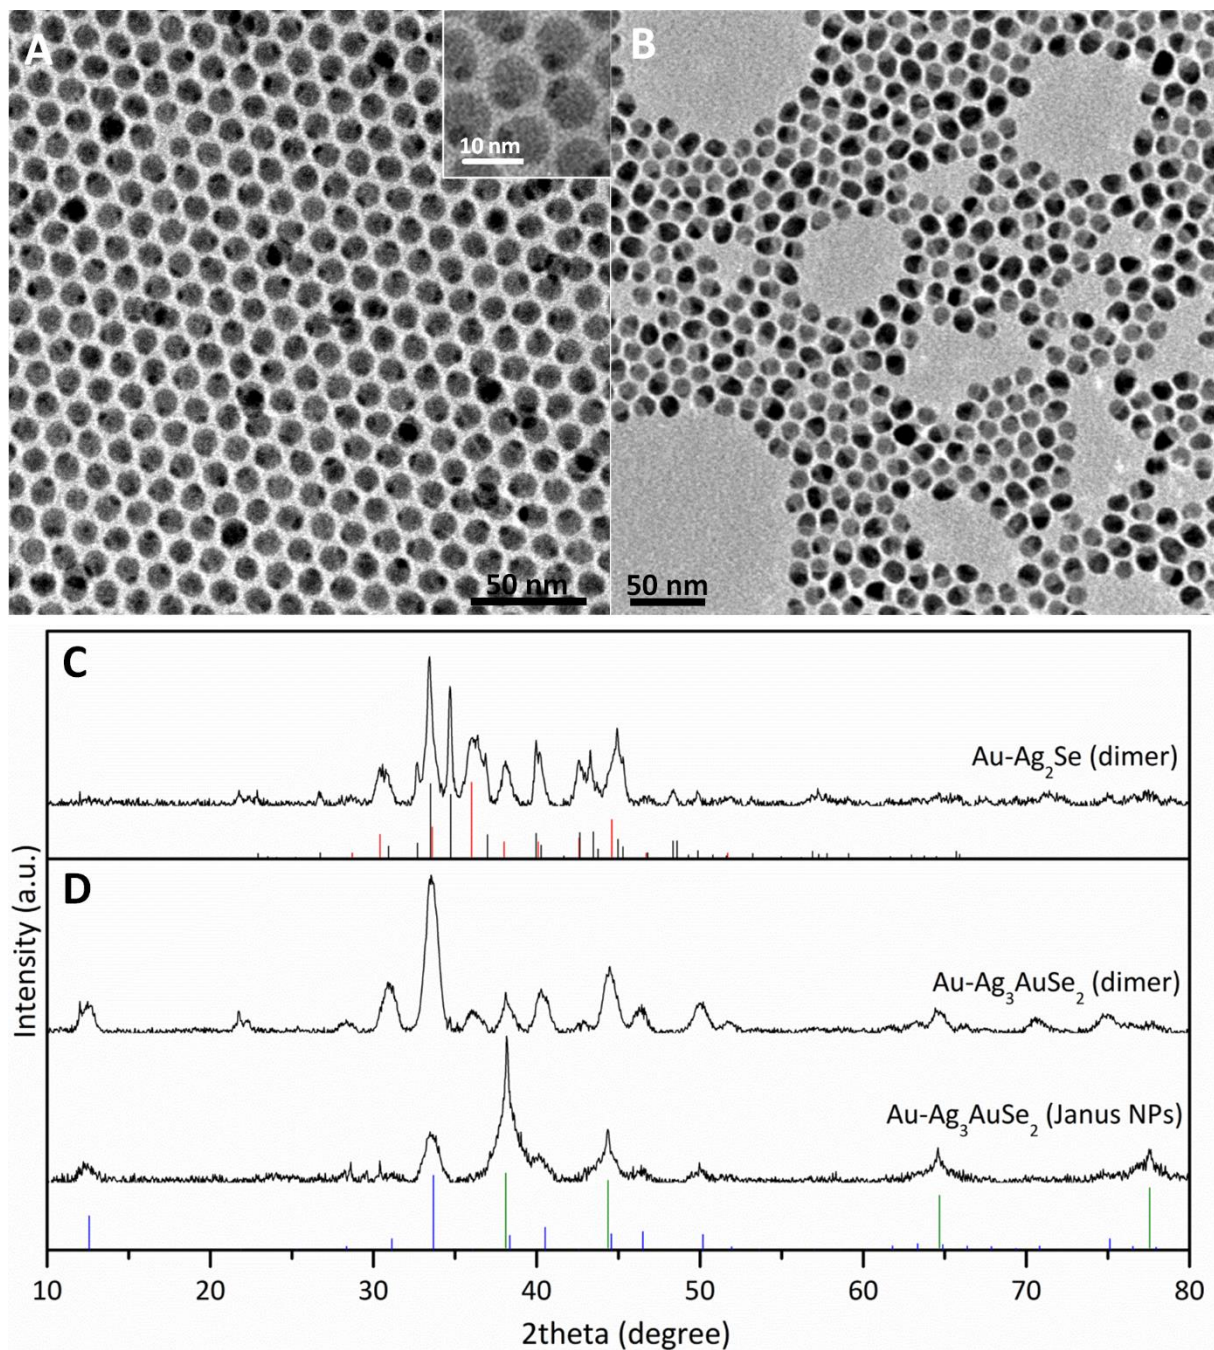 A
10 nm
B
50 nm
50 nm
C
Au-Ag₂Se (dimer)
D
Au-Ag₃AuSe₂ (dimer)
Au-Ag₃AuSe₂ (Janus NPs)
Intensity (a.u.)
10 20 30 40 50 60 70 80
2theta (degree)